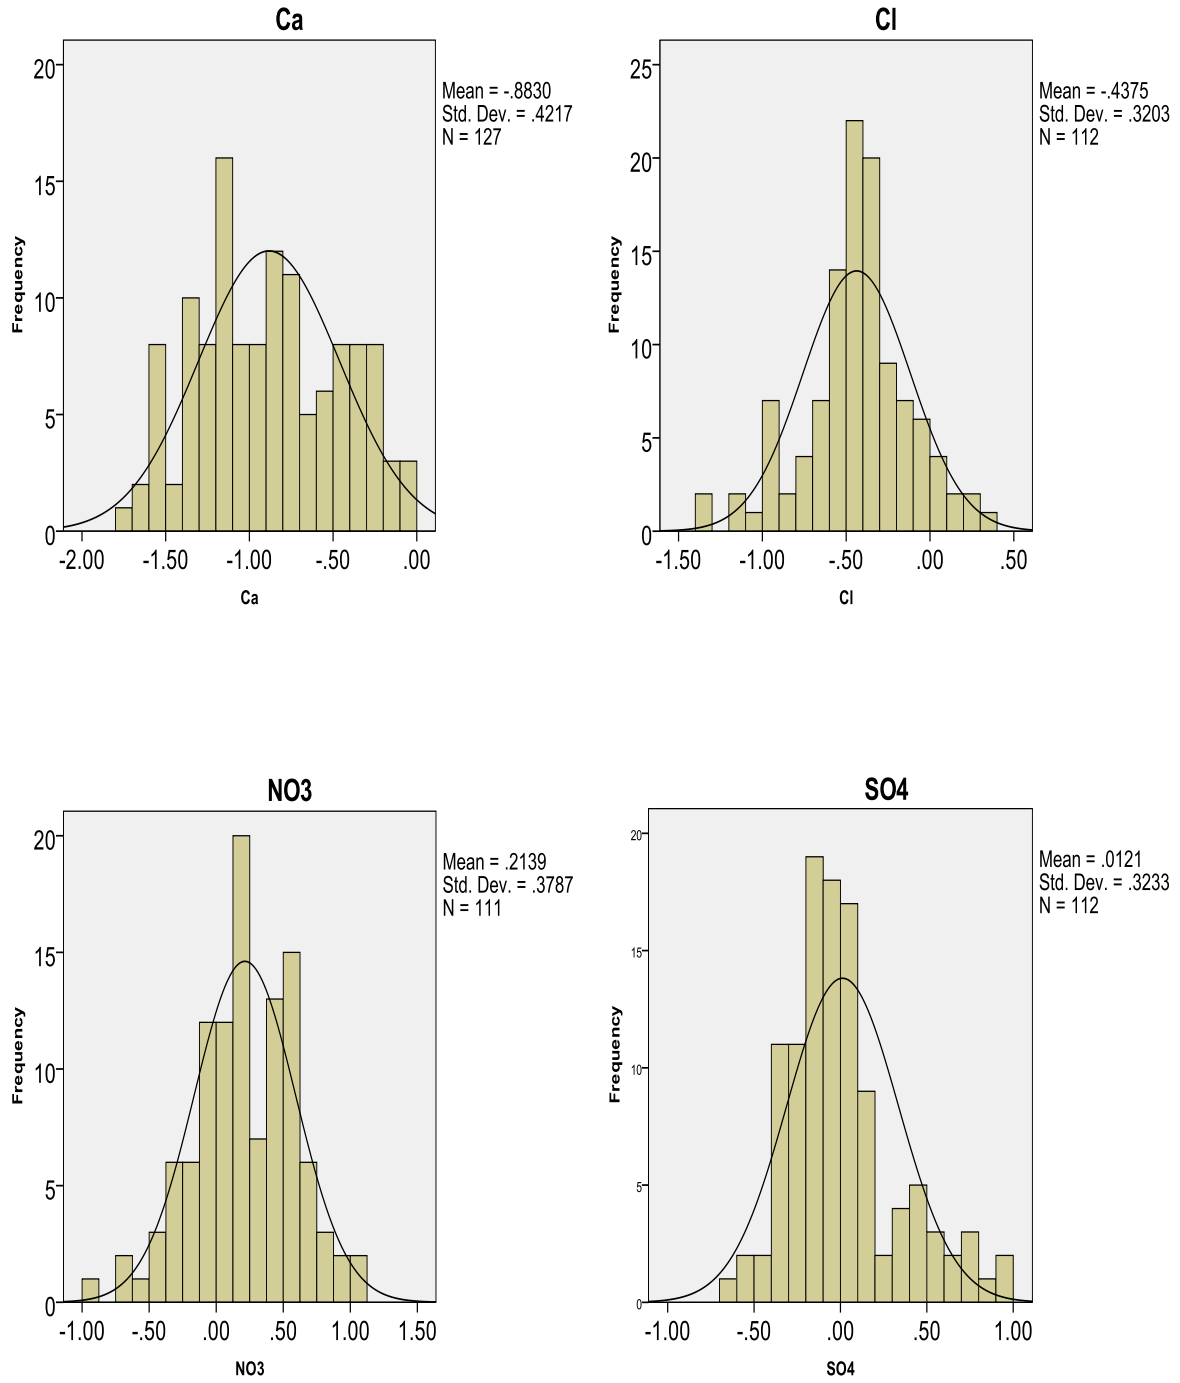 Ca
20
15
10
5
0
Frequency
-2.00 -1.50 -1.00 -.50 .00
Ca
Mean = -.8830
Std. Dev. = .4217
N = 127
Cl
25
20
15
10
5
0
Frequency
-1.50 -1.00 -.50 .00 .50
Cl
Mean = -.4375
Std. Dev. = .3203
N = 112
NO3
20
15
10
5
0
Frequency
-1.00 -.50 .00 .50 1.00 1.50
NO3
Mean = .2139
Std. Dev. = .3787
N = 111
SO4
20
15
10
5
0
Frequency
-1.00 -.50 .00 .50 1.00
SO4
Mean = .0121
Std. Dev. = .3233
N = 112